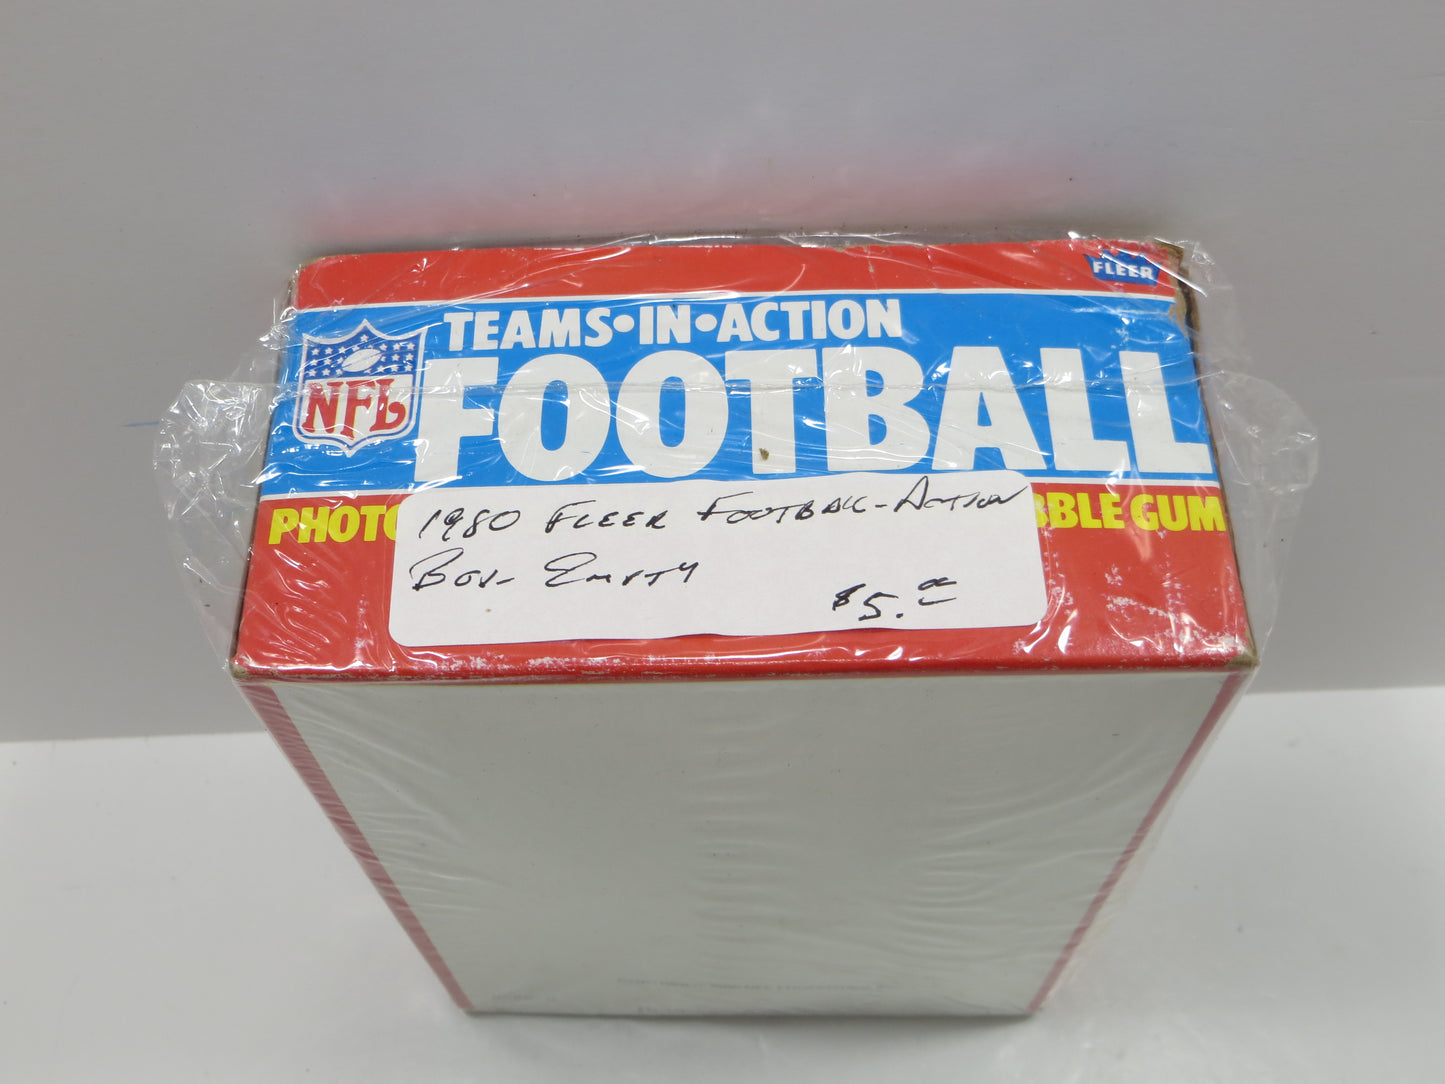 FLEER
TEAMS•IN•ACTION
NFL
FOOTBALL
PHOTO BBLE GUM
1980 FLEER FOOTBALL-ACTION
BOX- EMPTY
$5.00